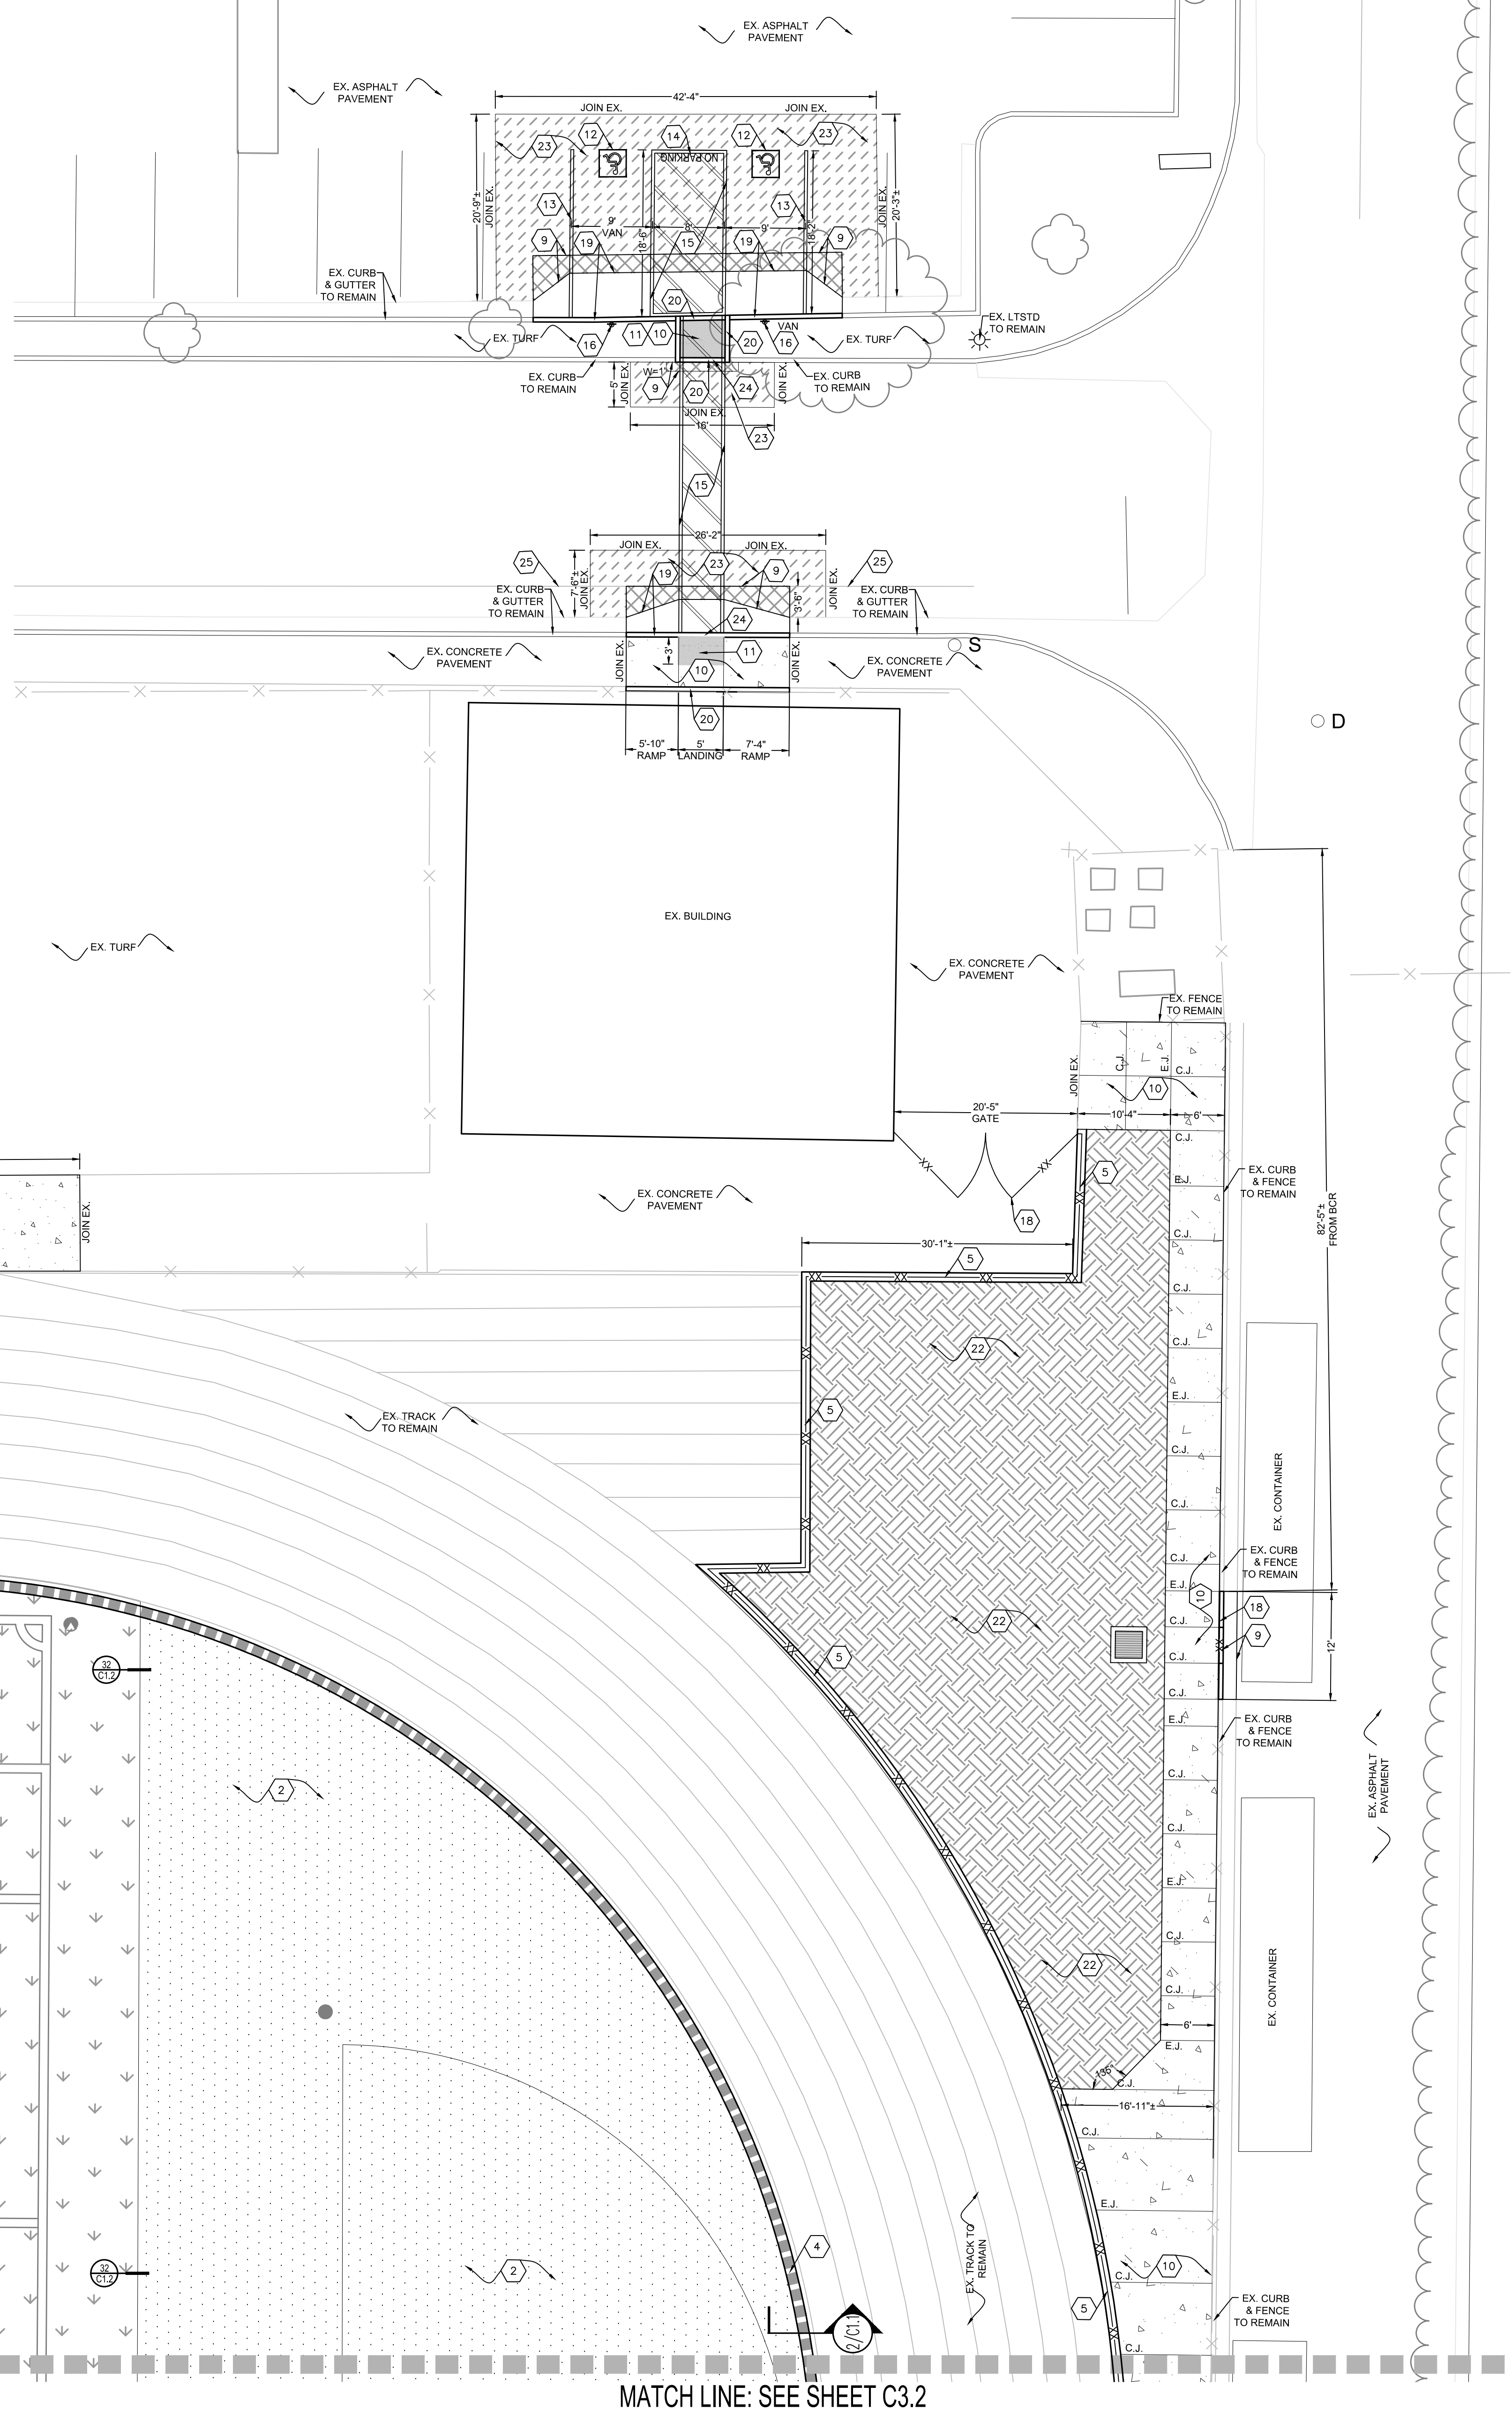 EX. ASPHALT
PAVEMENT
EX. ASPHALT
PAVEMENT
42'-4"
JOIN EX.
JOIN EX.
23
12
14
12
23
NO PARKING
20'-9"±
JOIN EX.
JOIN EX.
20'-3"±
13
13
9'
VAN
8'
9'
18'-6"
18'-2"
9
19
15
19
9
EX. CURB
& GUTTER
TO REMAIN
20
EX. LTSTD
TO REMAIN
EX. TURF
16
11
10
20
VAN
16
EX. TURF
EX. CURB
TO REMAIN
5'
JOIN EX.
W=1'
9
20
24
JOIN EX.
EX. CURB
TO REMAIN
JOIN EX.
16'
23
15
26'-2"
JOIN EX.
JOIN EX.
25
7'-6"±
JOIN EX.
19
23
9
25
JOIN EX.
3'-6"
EX. CURB
& GUTTER
TO REMAIN
EX. CURB
& GUTTER
TO REMAIN
24
S
EX. CONCRETE
PAVEMENT
JOIN EX.
3'
11
10
JOIN EX.
EX. CONCRETE
PAVEMENT
20
D
5'-10"
RAMP
5'
LANDING
7'-4"
RAMP
EX. BUILDING
EX. TURF
EX. CONCRETE
PAVEMENT
EX. FENCE
TO REMAIN
JOIN EX.
C.J.
E.J.
C.J.
10
20'-5"
GATE
10'-4"
6'
C.J.
5
EX. CURB
& FENCE
TO REMAIN
E.J.
JOIN EX.
EX. CONCRETE
PAVEMENT
18
82'-5"±
FROM BCR
30'-1"±
5
C.J.
C.J.
22
C.J.
E.J.
5
EX. TRACK
TO REMAIN
C.J.
EX. CONTAINER
C.J.
C.J.
EX. CURB
& FENCE
TO REMAIN
E.J.
10
18
C.J.
22
9
12'
5
C.J.
C.J.
32
C1.2
E.J.
EX. CURB
& FENCE
TO REMAIN
C.J.
2
EX. ASPHALT
PAVEMENT
C.J.
E.J.
C.J.
22
C.J.
EX. CONTAINER
6'
E.J.
135°
C.J.
16'-11"±
C.J.
E.J.
4
EX. TRACK TO
REMAIN
10
32
C1.2
2
C.J.
5
EX. CURB
& FENCE
TO REMAIN
2/C1.1
C.J.
MATCH LINE: SEE SHEET C3.2